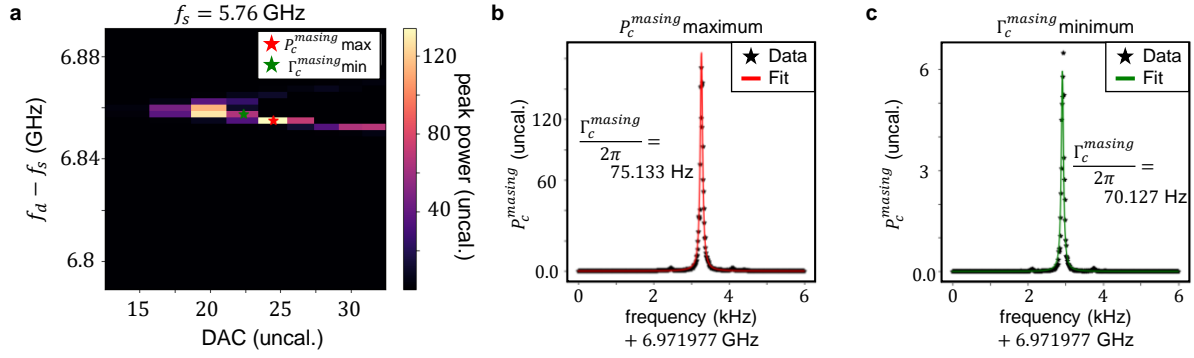 a
f_s = 5.76 GHz
P_c^{masing} max
Γ_c^{masing} min
6.88
6.84
6.8
f_d − f_s (GHz)
15
20
25
30
DAC (uncal.)
120
80
40
peak power (uncal.)
b
P_c^{masing} maximum
Data
Fit
Γ_c^{masing}/2π =
75.133 Hz
120
60
0.0
P_c^{masing} (uncal.)
0
2
4
6
frequency (kHz)
+ 6.971977 GHz
c
Γ_c^{masing} minimum
Data
Fit
Γ_c^{masing}/2π =
70.127 Hz
6
3
0.0
P_c^{masing} (uncal.)
0
2
4
6
frequency (kHz)
+ 6.971977 GHz